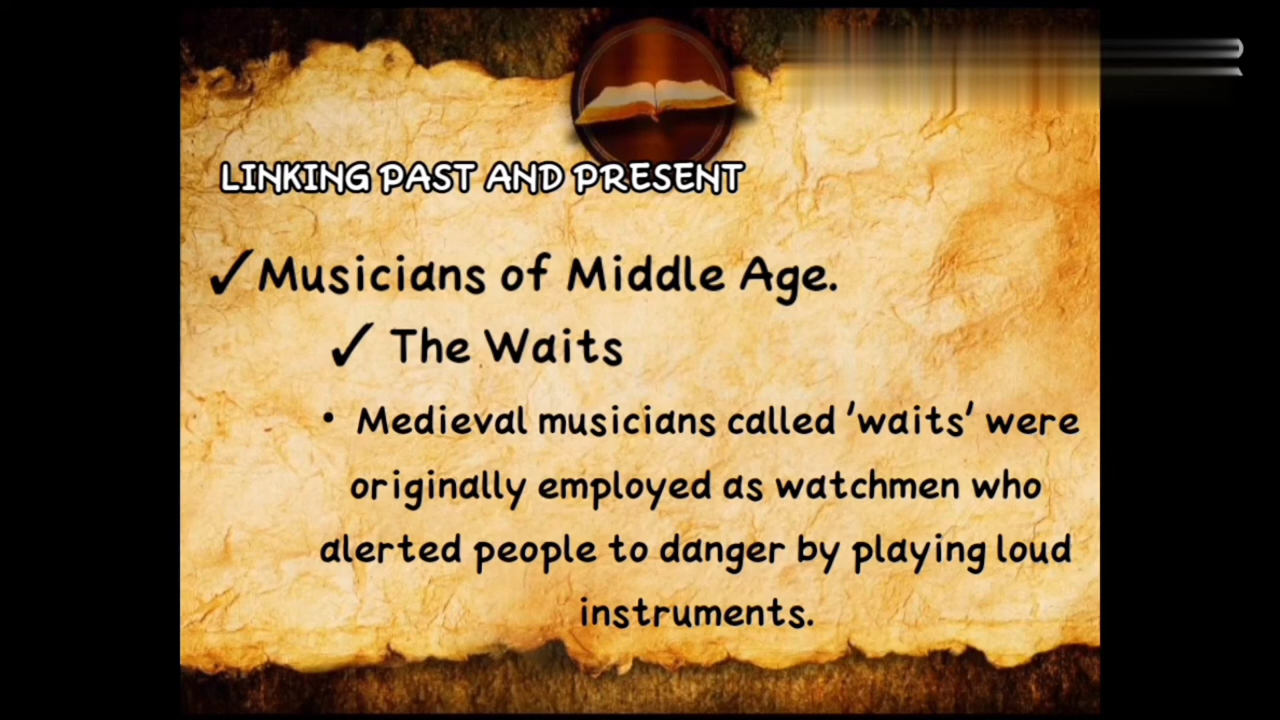 LINKING PAST AND PRESENT
✓Musicians of Middle Age.
✓ The Waits
• Medieval musicians called 'waits' were
originally employed as watchmen who
alerted people to danger by playing loud
instruments.